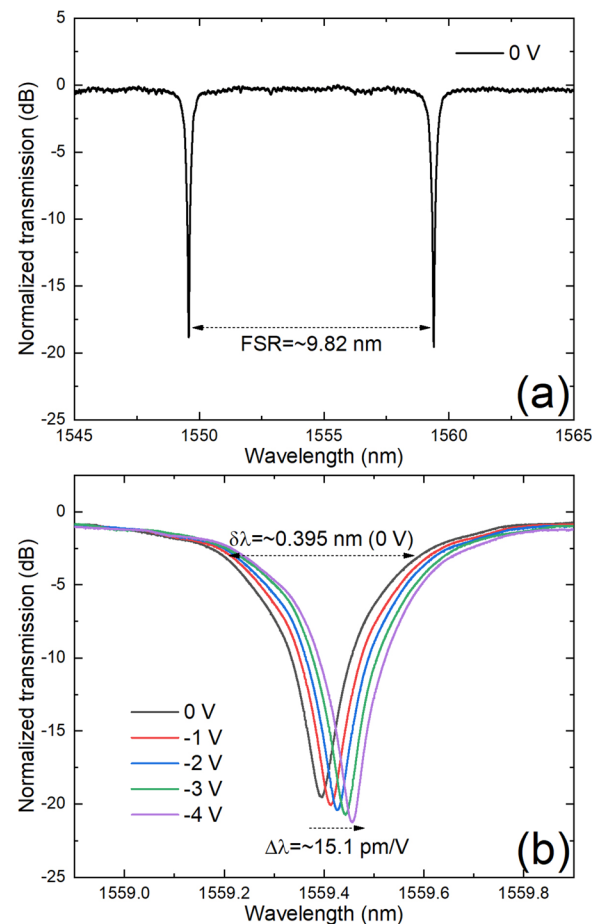 0 V
5
0
-5
-10
-15
-20
-25
Normalized transmission (dB)
FSR=~9.82 nm
(a)
1545 1550 1555 1560 1565
Wavelength (nm)
0
-5
-10
-15
-20
-25
Normalized transmission (dB)
δλ=~0.395 nm (0 V)
0 V
-1 V
-2 V
-3 V
-4 V
Δλ=~15.1 pm/V
(b)
1559.0 1559.2 1559.4 1559.6 1559.8
Wavelength (nm)